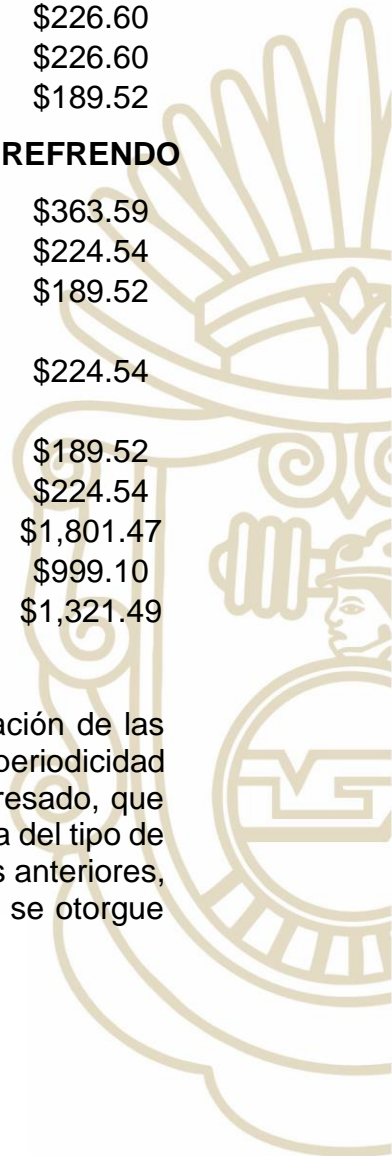 $226.60
$226.60
$189.52
REFRENDO
$363.59
$224.54
$189.52
$224.54
$189.52
$224.54
$1,801.47
$999.10
$1,321.49
ación de las
periodicidad
resado, que
a del tipo de
s anteriores,
se otorgue